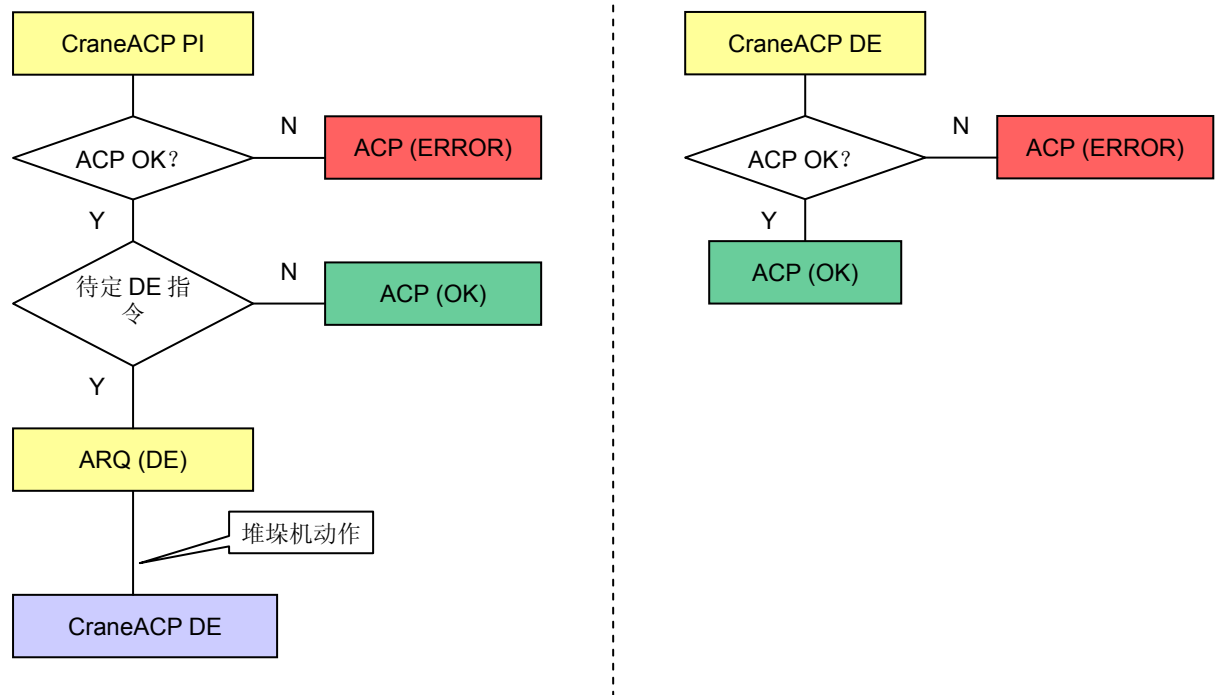 CraneACP PI
ACP OK？
N
ACP (ERROR)
Y
待定 DE 指
令
N
ACP (OK)
Y
ARQ (DE)
堆垛机动作
CraneACP DE
CraneACP DE
ACP OK？
N
ACP (ERROR)
Y
ACP (OK)